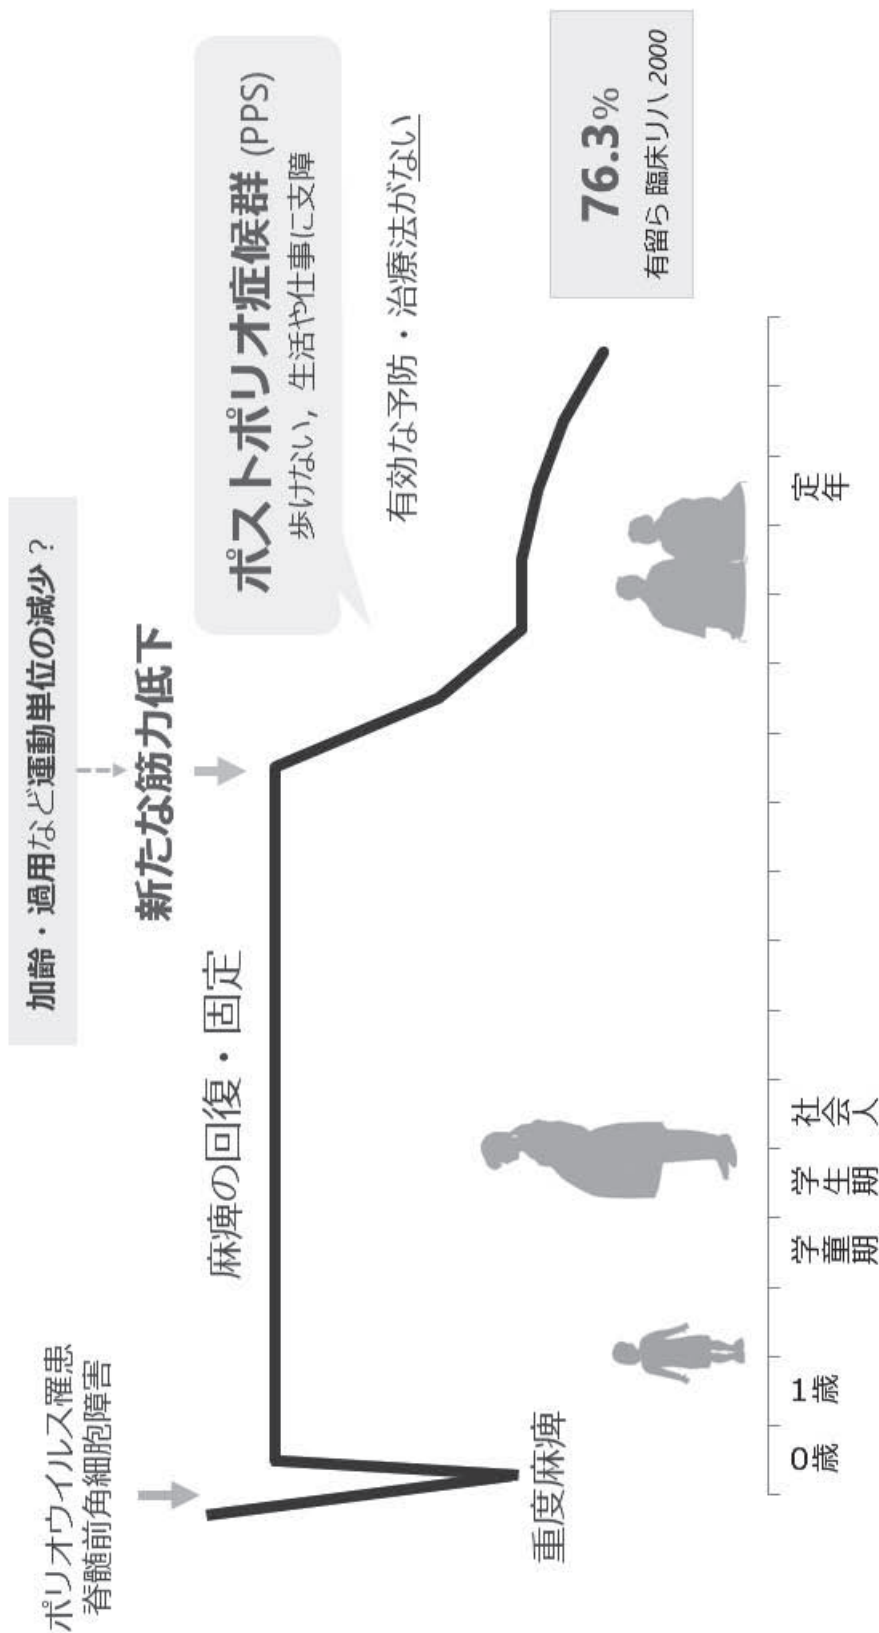 ポリオウイルス罹患
脊髄前角細胞障害
重度麻痺
麻痺の回復・固定
加齢・過用など運動単位の減少？
新たな筋力低下
ポストポリオ症候群 (PPS)
歩けない，生活や仕事に支障
有効な予防・治療法がない
76.3%
有留ら 臨床リハ 2000
0歳
1歳
学童期
学生期
社会人
定年